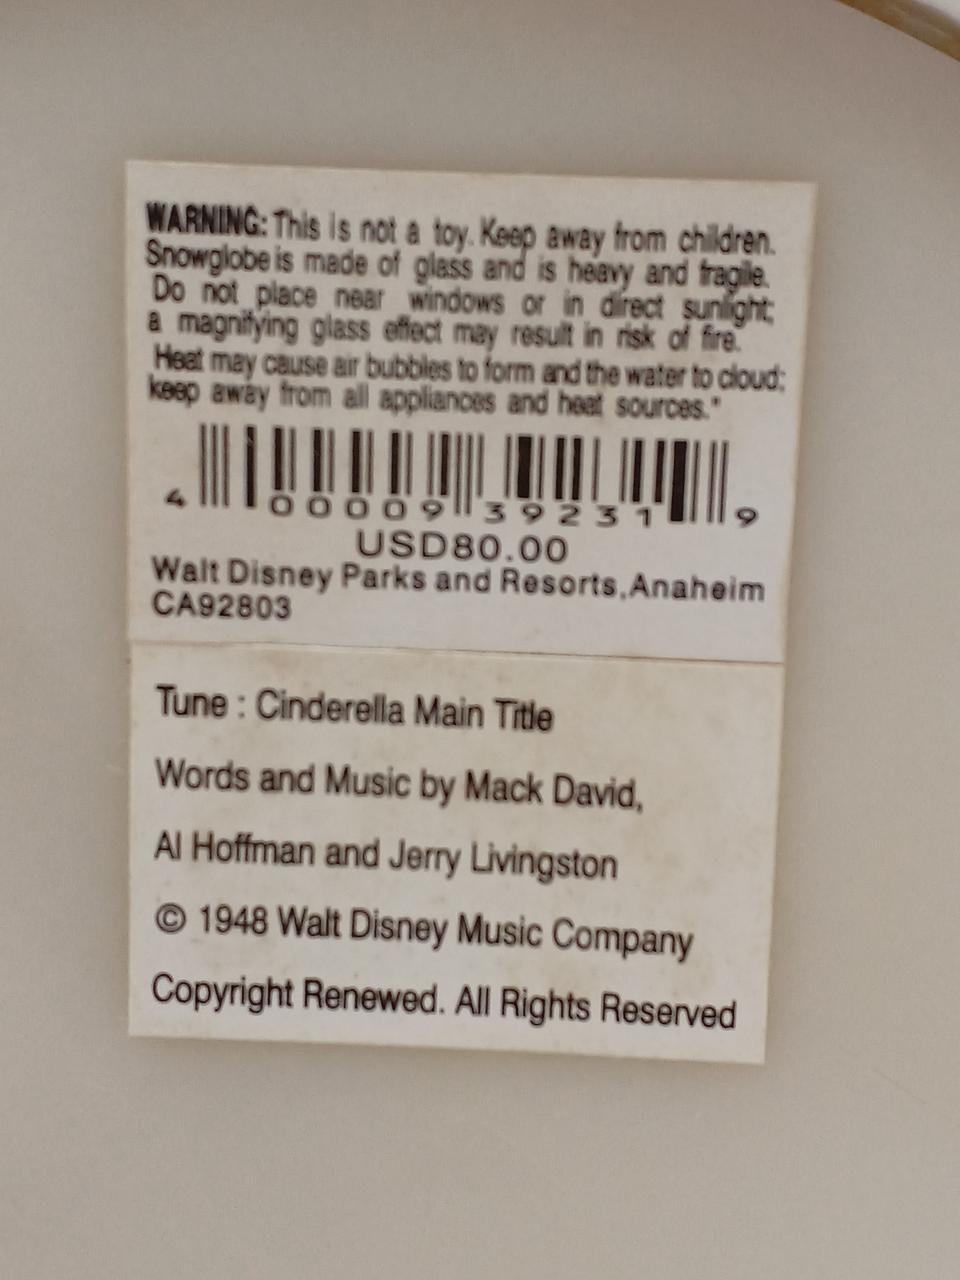 WARNING: This is not a toy. Keep away from children.
Snowglobe is made of glass and is heavy and fragile.
Do not place near windows or in direct sunlight;
a magnifying glass effect may result in risk of fire.
Heat may cause air bubbles to form and the water to cloud;
keep away from all appliances and heat sources.*
4 00009 39231 9
USD80.00
Walt Disney Parks and Resorts,Anaheim
CA92803
Tune : Cinderella Main Title
Words and Music by Mack David,
Al Hoffman and Jerry Livingston
© 1948 Walt Disney Music Company
Copyright Renewed. All Rights Reserved